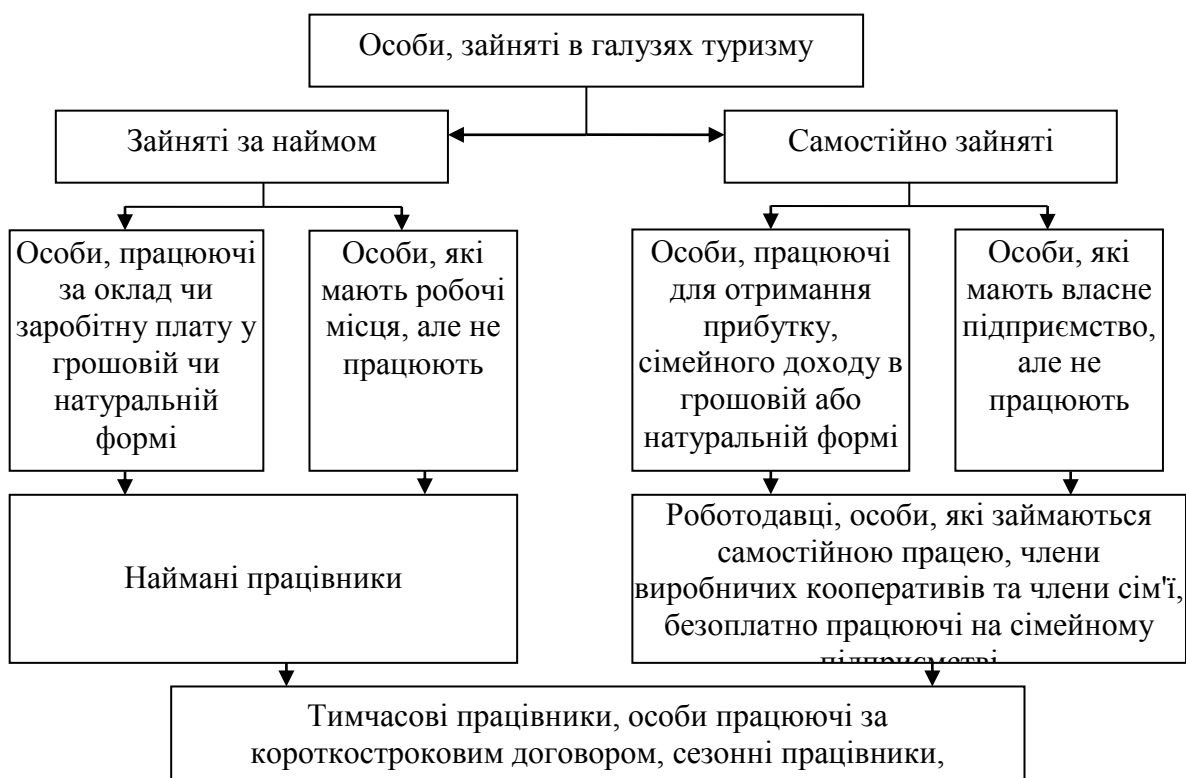 Особи, зайняті в галузях туризму
Зайняті за наймом
Самостійно зайняті
Особи, працюючі
за оклад чи
заробітну плату у
грошовій чи
натуральній
формі
Особи, які
мають робочі
місця, але не
працюють
Особи, працюючі
для отримання
прибутку,
сімейного доходу в
грошовій або
натуральній формі
Особи, які
мають власне
підприємство,
але не
працюють
Наймані працівники
Роботодавці, особи, які займаються
самостійною працею, члени
виробничих кооперативів та члени сім'ї,
безоплатно працюючі на сімейному
підприємстві
Тимчасові працівники, особи працюючі за
короткостроковим договором, сезонні працівники,